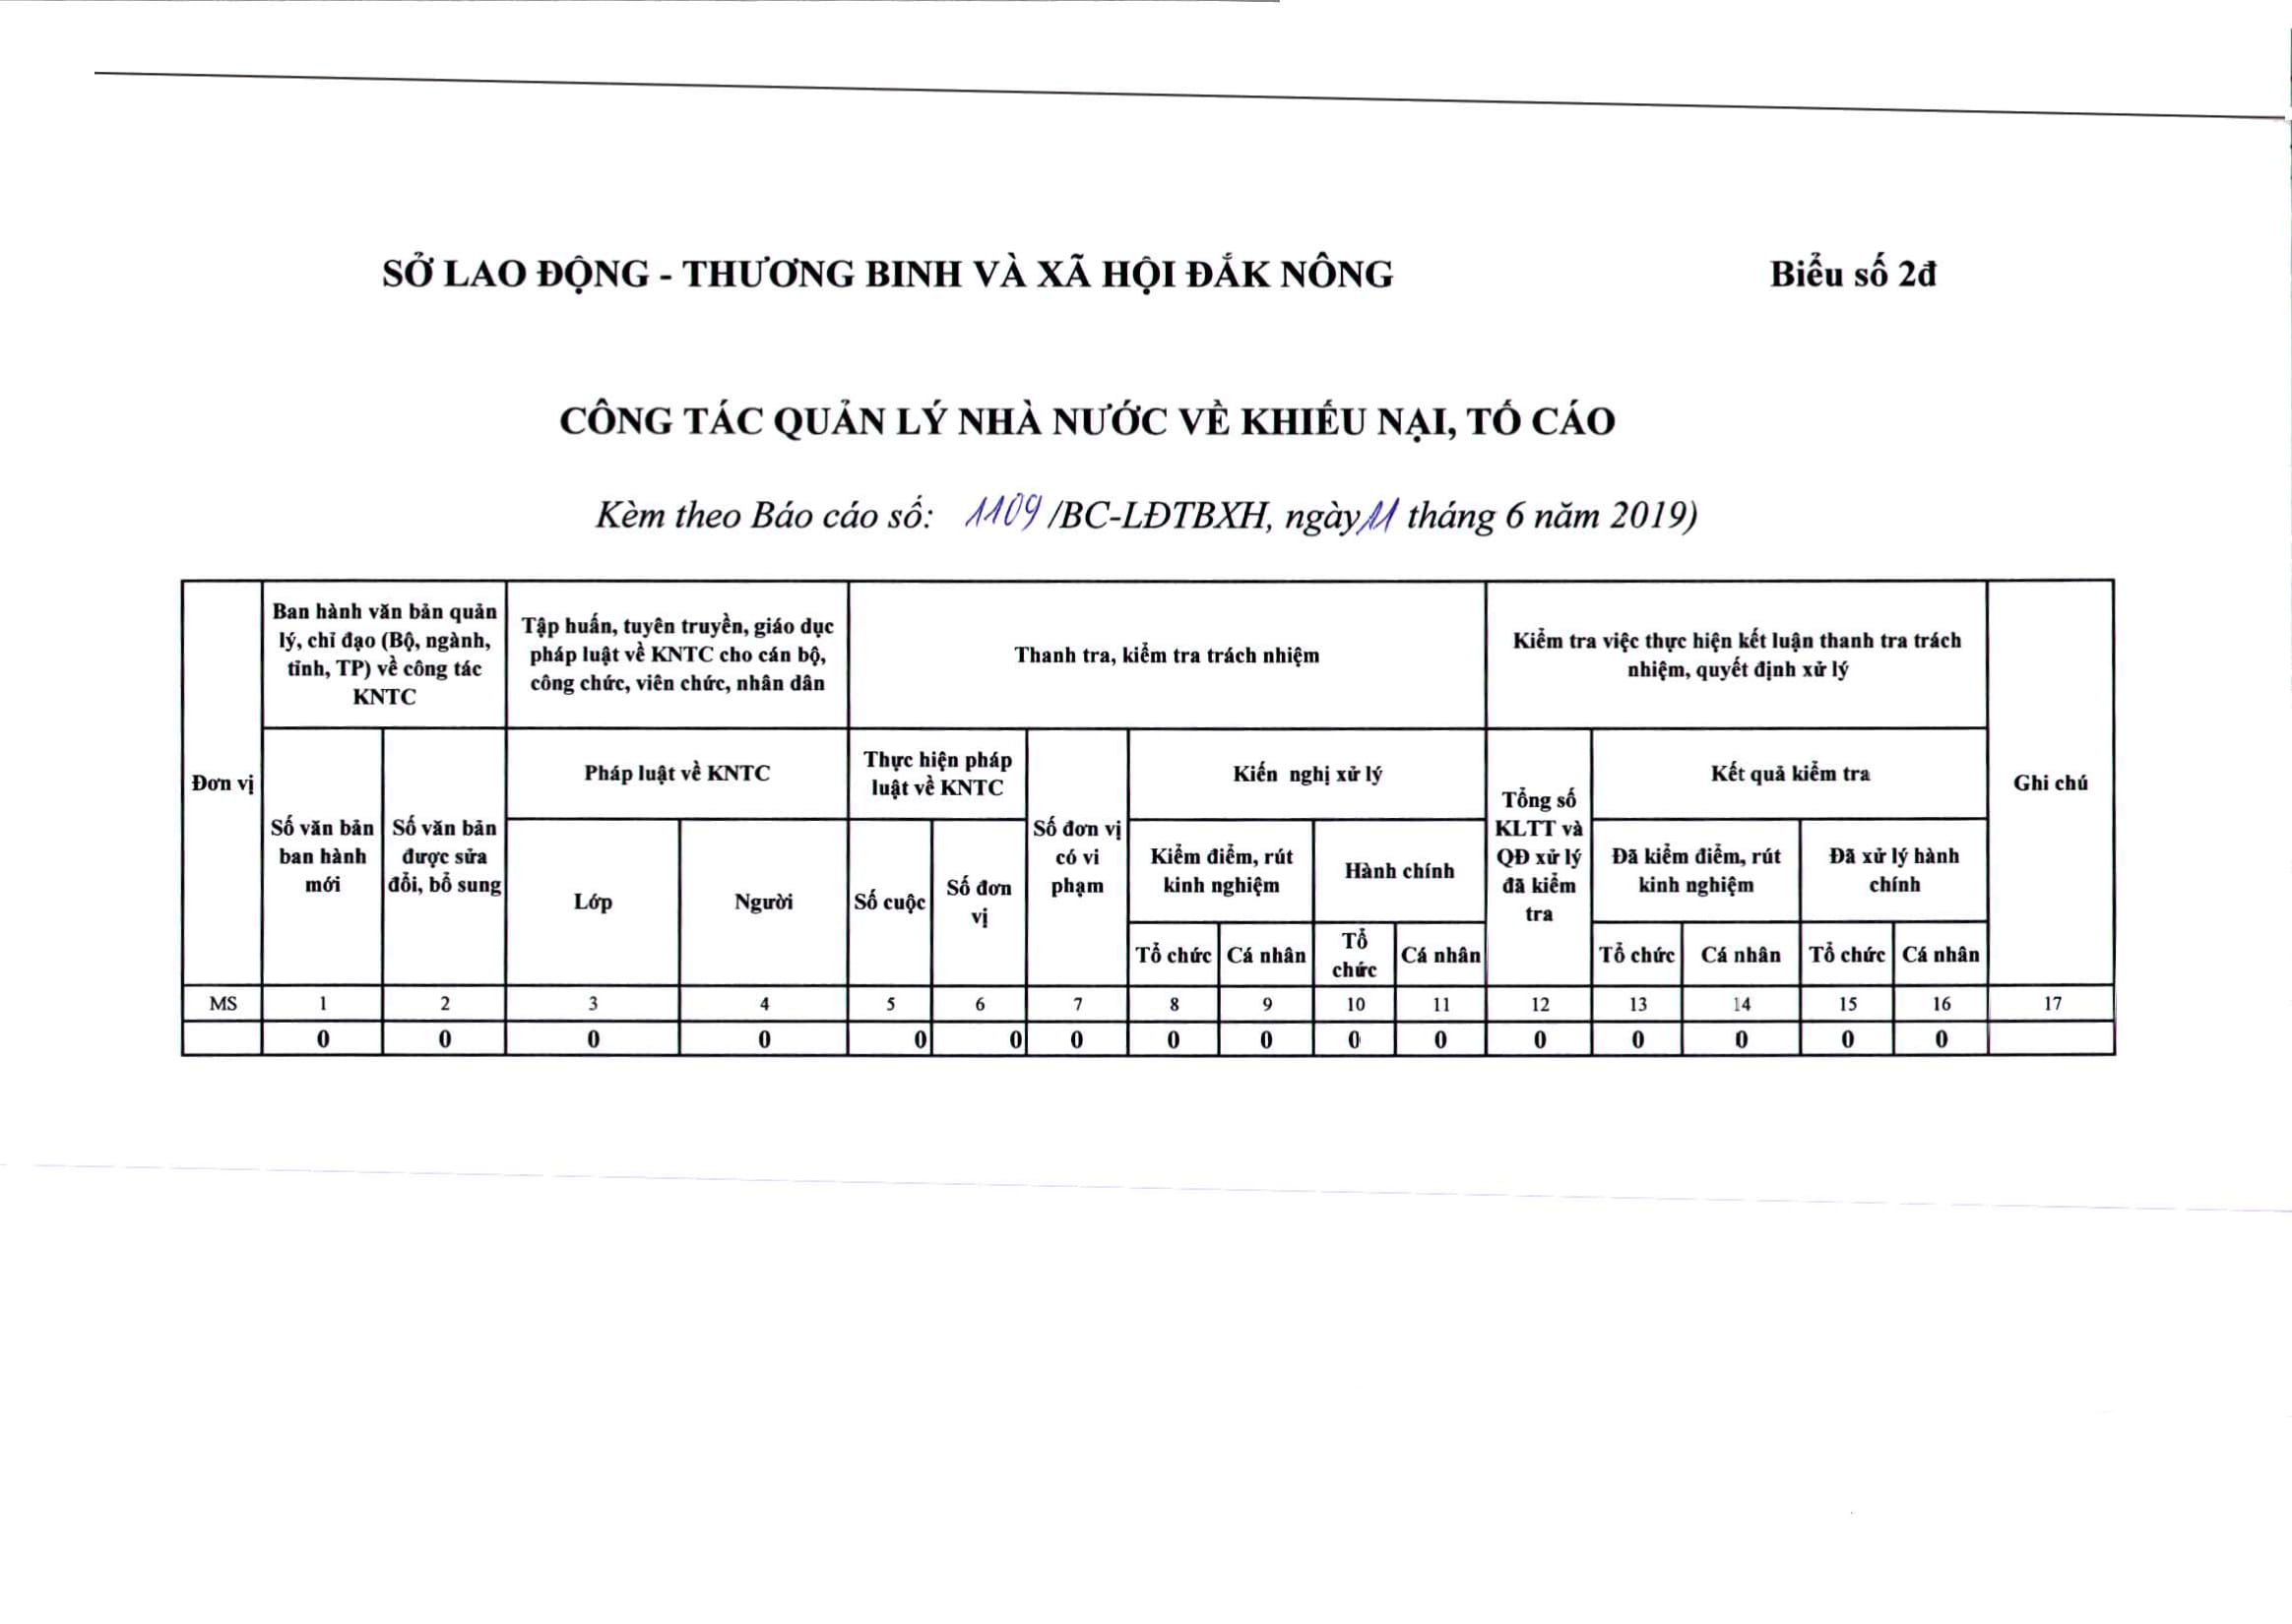 SỞ LAO ĐỘNG - THƯƠNG BINH VÀ XÃ HỘI ĐẮK NÔNG
Biểu số 2đ
CÔNG TÁC QUẢN LÝ NHÀ NƯỚC VỀ KHIẾU NẠI, TỐ CÁO
Kèm theo Báo cáo số: 1109/BC-LĐTBXH, ngày 11 tháng 6 năm 2019)
Đơn vị
Ban hành văn bản quản
lý, chỉ đạo (Bộ, ngành,
tỉnh, TP) về công tác
KNTC
Tập huấn, tuyên truyền, giáo dục
pháp luật về KNTC cho cán bộ,
công chức, viên chức, nhân dân
Thanh tra, kiểm tra trách nhiệm
Kiểm tra việc thực hiện kết luận thanh tra trách
nhiệm, quyết định xử lý
Ghi chú
Số văn bản
ban hành
mới
Số văn bản
được sửa
đổi, bổ sung
Pháp luật về KNTC
Thực hiện pháp
luật về KNTC
Số đơn vị
có vi
phạm
Kiến nghị xử lý
Tổng số
KLTT và
QĐ xử lý
đã kiểm
tra
Kết quả kiểm tra
Lớp
Người
Số cuộc
Số đơn
vị
Kiểm điểm, rút
kinh nghiệm
Hành chính
Đã kiểm điểm, rút
kinh nghiệm
Đã xử lý hành
chính
Tổ chức
Cá nhân
Tổ
chức
Cá nhân
Tổ chức
Cá nhân
Tổ chức
Cá nhân
MS 1 2 3 4 5 6 7 8 9 10 11 12 13 14 15 16 17
0 0 0 0 0 0 0 0 0 0 0 0 0 0 0 0